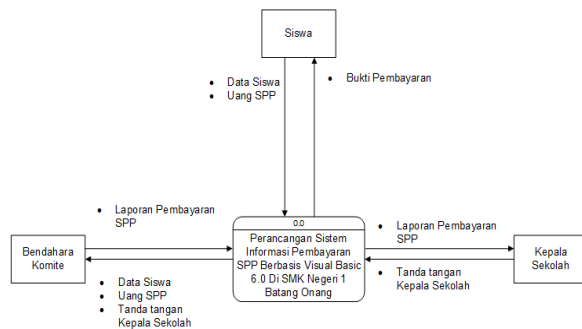 Siswa
• Data Siswa
• Uang SPP
• Bukti Pembayaran
• Laporan Pembayaran
SPP
Bendahara
Komite
• Data Siswa
• Uang SPP
• Tanda tangan
Kepala Sekolah
0.0
Perancangan Sistem
Informasi Pembayaran
SPP Berbasis Visual Basic
6.0 Di SMK Negeri 1
Batang Onang
• Laporan Pembayaran
SPP
• Tanda tangan
Kepala Sekolah
Kepala
Sekolah